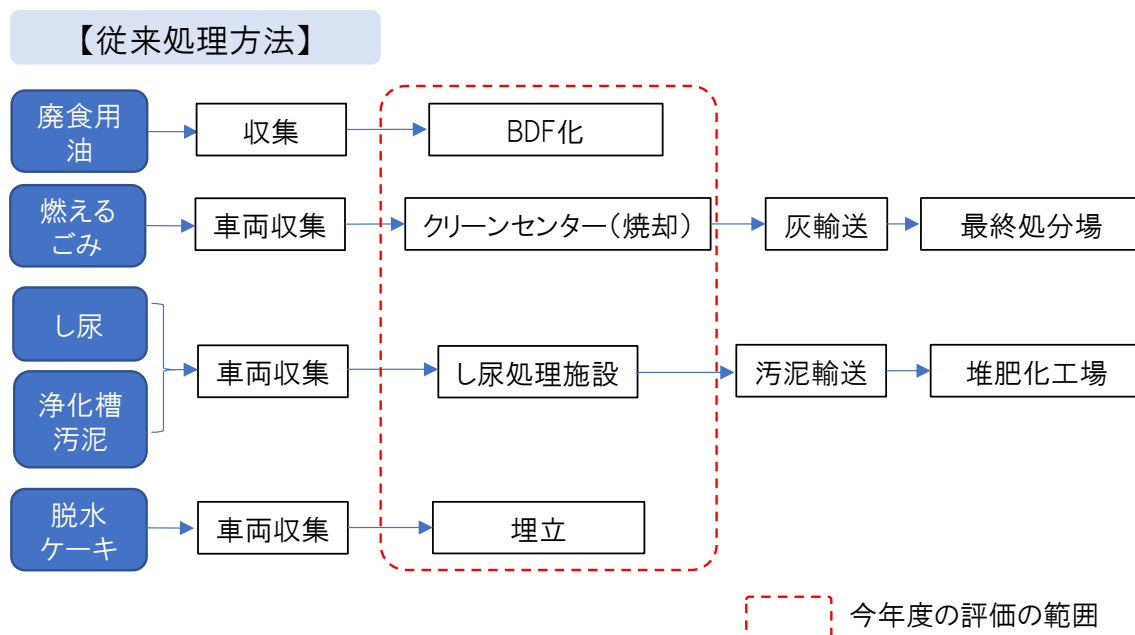 【従来処理方法】
廃食用
油
収集
BDF化
燃える
ごみ
車両収集
クリーンセンター(焼却)
灰輸送
最終処分場
し尿
浄化槽
汚泥
車両収集
し尿処理施設
汚泥輸送
堆肥化工場
脱水
ケーキ
車両収集
埋立
今年度の評価の範囲